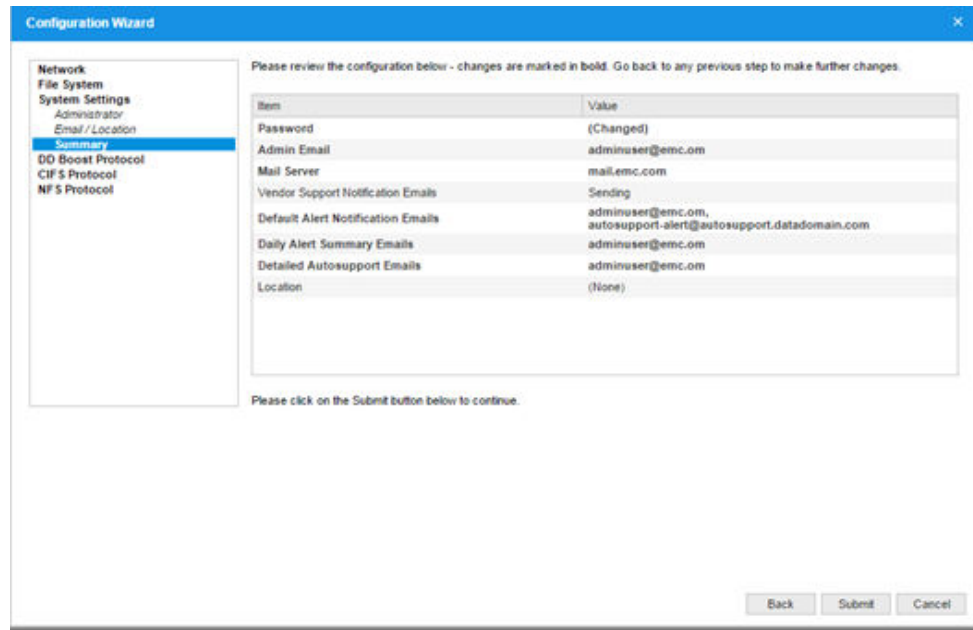 Configuration Wizard
×
Network
File System
System Settings
Administrator
Email / Location
Summary
DD Boost Protocol
CIFS Protocol
NFS Protocol
Please review the configuration below - changes are marked in bolid. Go back to any previous step to make further changes.
Item Value
Password (Changed)
Admin Email adminuser@emc.om
Mail Server mail.emc.com
Vendor Support Notification Emails Sending
Default Alert Notification Emails adminuser@emc.om,
autosupport-alert@autosupport.datadomain.com
Daily Alert Summary Emails adminuser@emc.om
Detailed Autosupport Emails adminuser@emc.om
Location (None)
Please click on the Submit button below to continue.
Back Submit Cancel